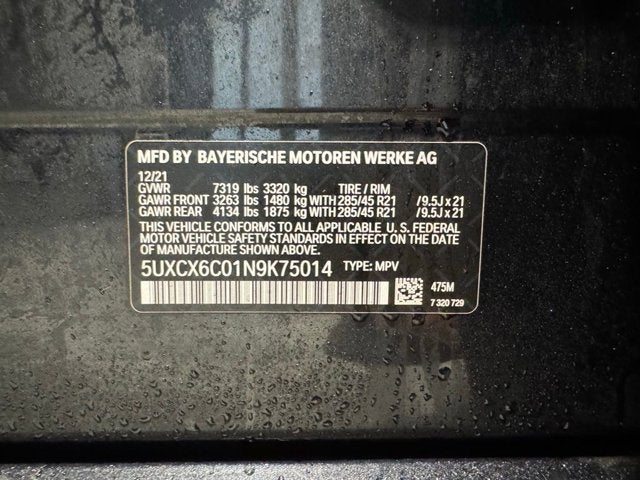 MFD BY BAYERISCHE MOTOREN WERKE AG
12/21
GVWR 7319 lbs 3320 kg TIRE / RIM
GAWR FRONT 3263 lbs 1480 kg WITH 285/45 R21 / 9.5J x 21
GAWR REAR 4134 lbs 1875 kg WITH 285/45 R21 / 9.5J x 21
THIS VEHICLE CONFORMS TO ALL APPLICABLE U. S. FEDERAL
MOTOR VEHICLE SAFETY STANDARDS IN EFFECT ON THE DATE
OF MANUFACTURE SHOWN ABOVE.
5UXCX6C01N9K75014 TYPE: MPV
475M
7 320 729